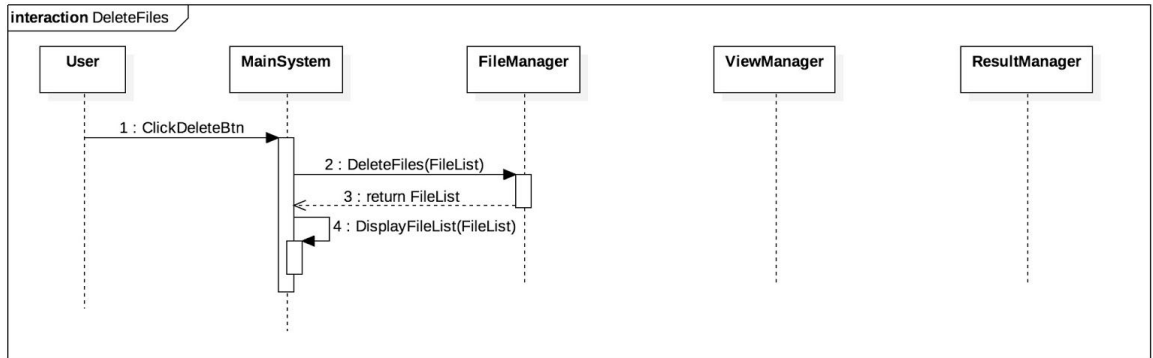 interaction DeleteFiles
User
MainSystem
FileManager
ViewManager
ResultManager
1 : ClickDeleteBtn
2 : DeleteFiles(FileList)
3 : return FileList
4 : DisplayFileList(FileList)